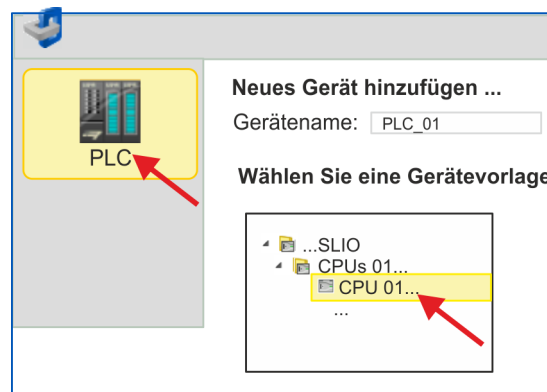 PLC
Neues Gerät hinzufügen ...
Gerätename: PLC_01
Wählen Sie eine Gerätevorlage
...SLIO
CPUs 01...
CPU 01...
...